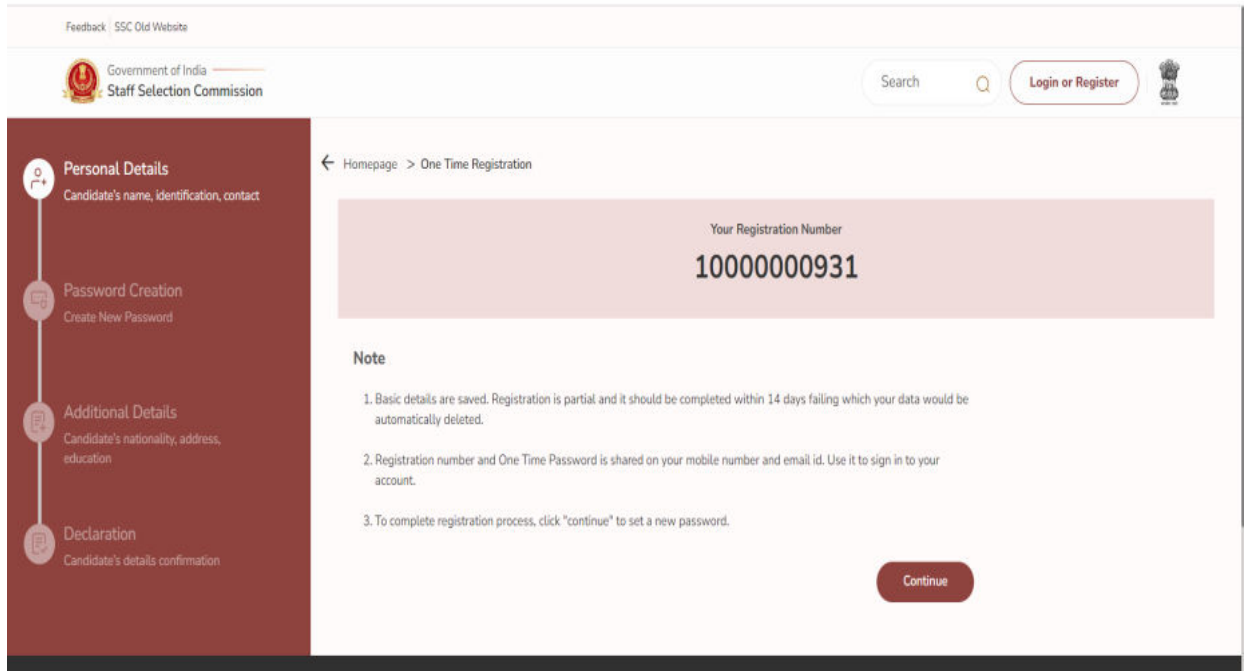 Feedback SSC Old Website
Government of India
Staff Selection Commission
Search
Login or Register
Personal Details
Candidate's name, identification, contact
Password Creation
Create New Password
Additional Details
Candidate's nationality, address,
education
Declaration
Candidate's details confirmation
Homepage > One Time Registration
Your Registration Number
10000000931
Note
1. Basic details are saved. Registration is partial and it should be completed within 14 days failing which your data would be
automatically deleted.
2. Registration number and One Time Password is shared on your mobile number and email id. Use it to sign in to your
account.
3. To complete registration process, click "continue" to set a new password.
Continue